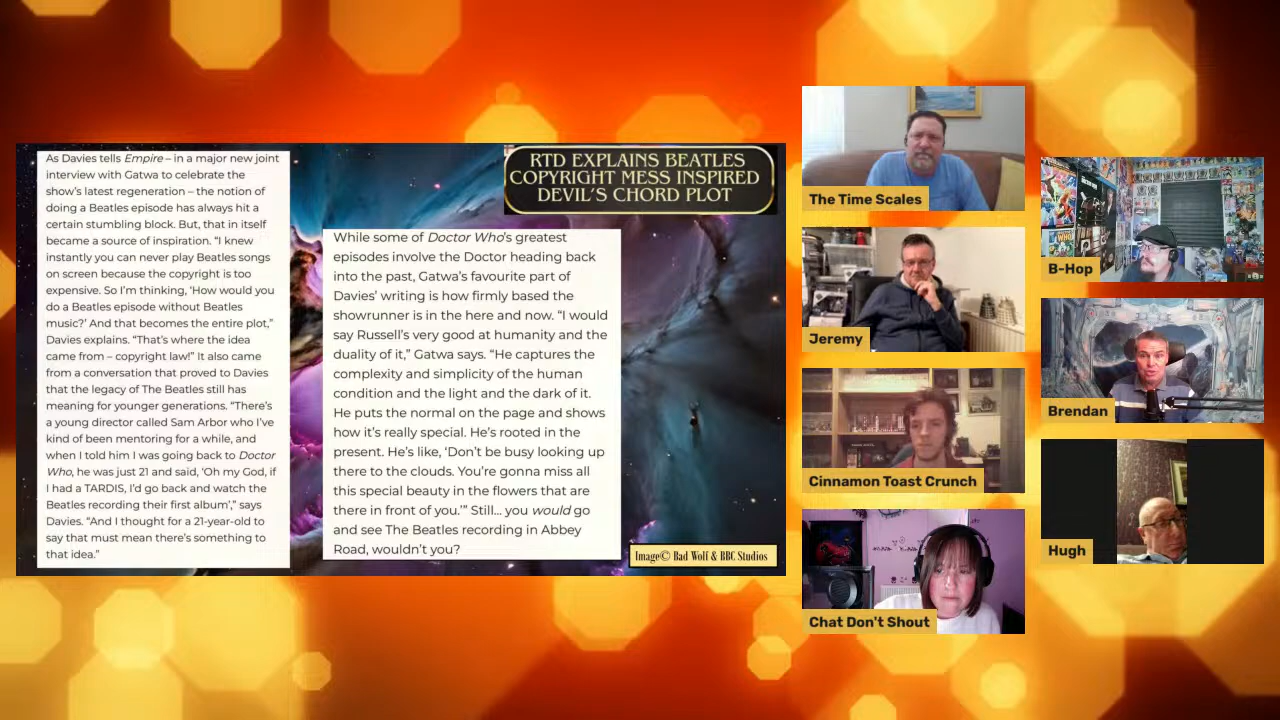 As Davies tells Empire – in a major new joint
interview with Gatwa to celebrate the
show's latest regeneration – the notion of
doing a Beatles episode has always hit a
certain stumbling block. But, that in itself
became a source of inspiration. “I knew
instantly you can never play Beatles songs
on screen because the copyright is too
expensive. So I'm thinking, ‘How would you
do a Beatles episode without Beatles
music?’ And that becomes the entire plot,”
Davies explains. “That's where the idea
came from – copyright law!” It also came
from a conversation that proved to Davies
that the legacy of The Beatles still has
meaning for younger generations. “There's
a young director called Sam Arbor who I've
kind of been mentoring for a while, and
when I told him I was going back to Doctor
Who, he was just 21 and said, ‘Oh my God, if
I had a TARDIS, I'd go back and watch the
Beatles recording their first album’,” says
Davies. “And I thought for a 21-year-old to
say that must mean there's something to
that idea.”
RTD EXPLAINS BEATLES
COPYRIGHT MESS INSPIRED
DEVIL'S CHORD PLOT
While some of Doctor Who's greatest
episodes involve the Doctor heading back
into the past, Gatwa's favourite part of
Davies' writing is how firmly based the
showrunner is in the here and now. “I would
say Russell's very good at humanity and the
duality of it,” Gatwa says. “He captures the
complexity and simplicity of the human
condition and the light and the dark of it.
He puts the normal on the page and shows
how it's really special. He's rooted in the
present. He's like, ‘Don't be busy looking up
there to the clouds. You're gonna miss all
this special beauty in the flowers that are
there in front of you.’” Still... you would go
and see The Beatles recording in Abbey
Road, wouldn't you?
Image© Bad Wolf & BBC Studios
The Time Scales
Jeremy
Cinnamon Toast Crunch
Chat Don't Shout
B-Hop
Brendan
Hugh